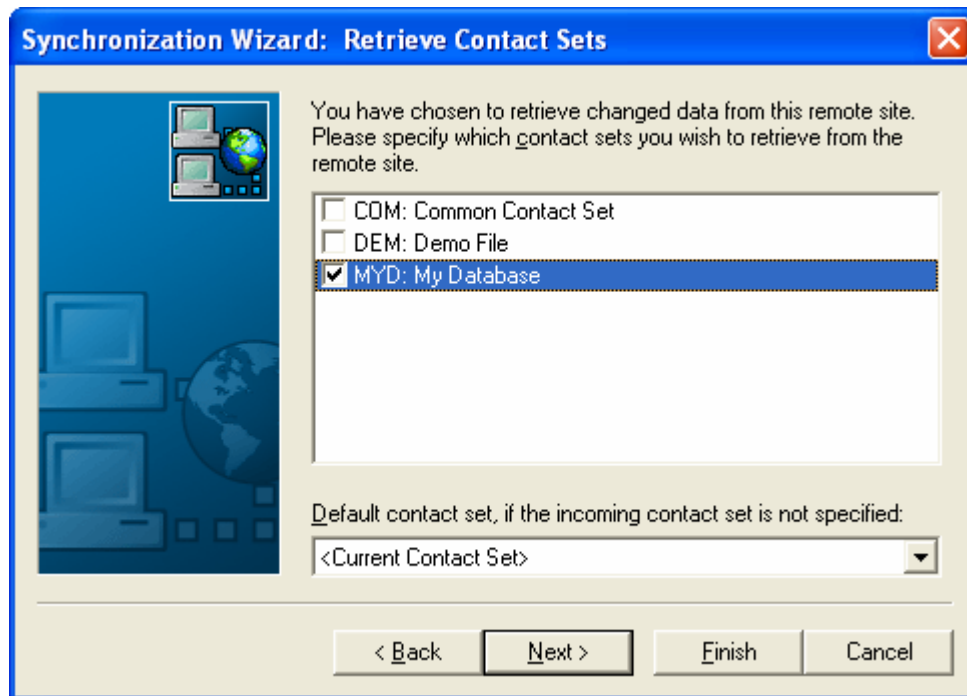 Synchronization Wizard: Retrieve Contact Sets
You have chosen to retrieve changed data from this remote site.
Please specify which contact sets you wish to retrieve from the
remote site.
COM: Common Contact Set
DEM: Demo File
MYD: My Database
Default contact set, if the incoming contact set is not specified:
<Current Contact Set>
< Back Next > Finish Cancel